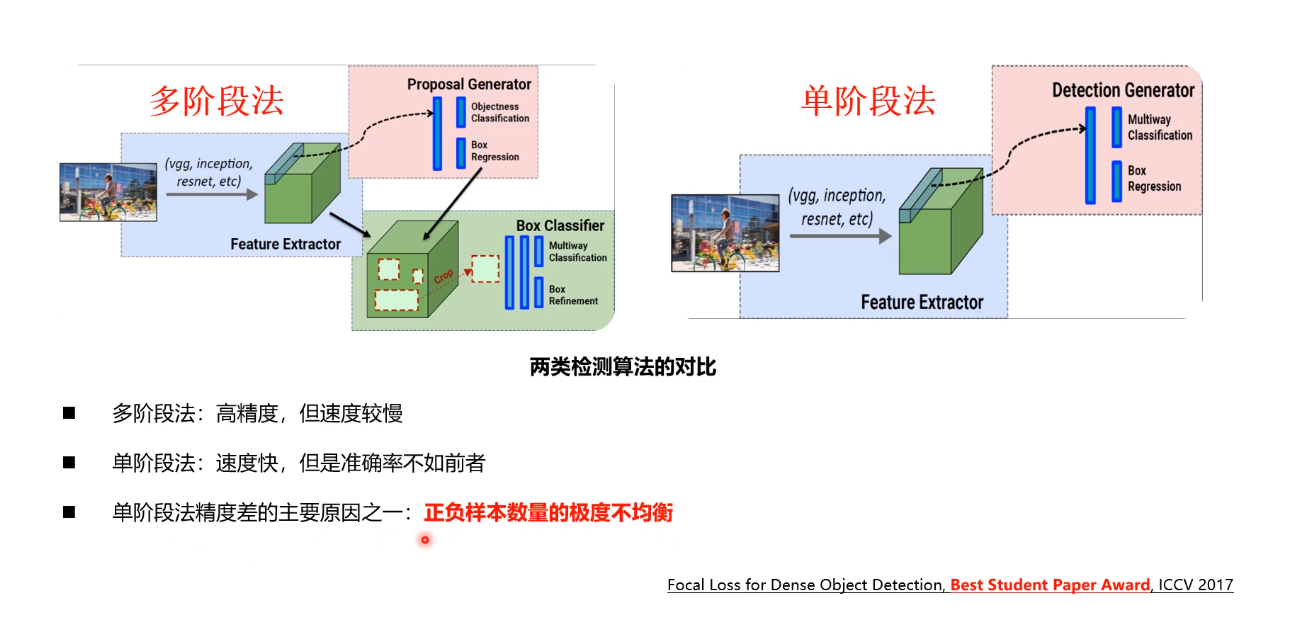 多阶段法
Proposal Generator
Objectness
Classification
Box
Regression
(vgg, inception,
resnet, etc)
Feature Extractor
Box Classifier
Multiway
Classification
Crop
Box
Refinement
单阶段法
Detection Generator
Multiway
Classification
Box
Regression
(vgg, inception,
resnet, etc)
Feature Extractor
两类检测算法的对比
■ 多阶段法：高精度，但速度较慢
■ 单阶段法：速度快，但是准确率不如前者
■ 单阶段法精度差的主要原因之一：正负样本数量的极度不均衡
Focal Loss for Dense Object Detection, Best Student Paper Award, ICCV 2017